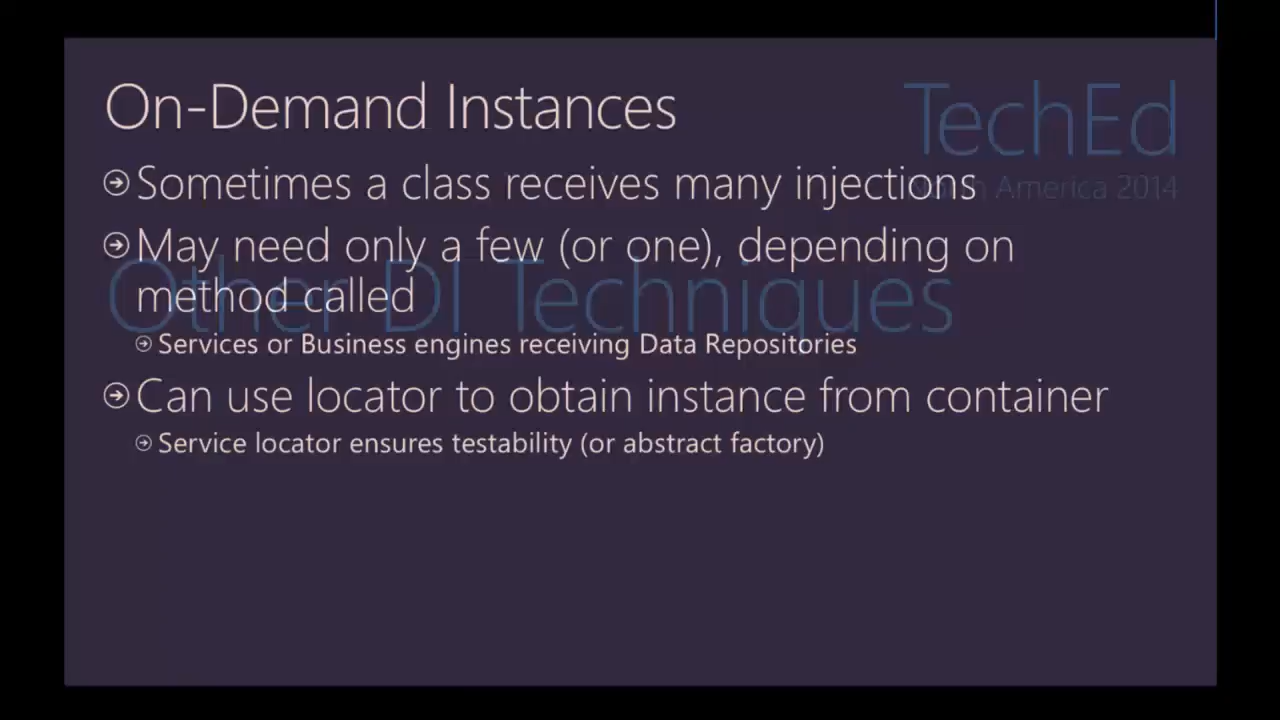 On-Demand Instances
TechEd
North America 2014
Sometimes a class receives many injections
May need only a few (or one), depending on
method called
Other DI Techniques
Services or Business engines receiving Data Repositories
Can use locator to obtain instance from container
Service locator ensures testability (or abstract factory)